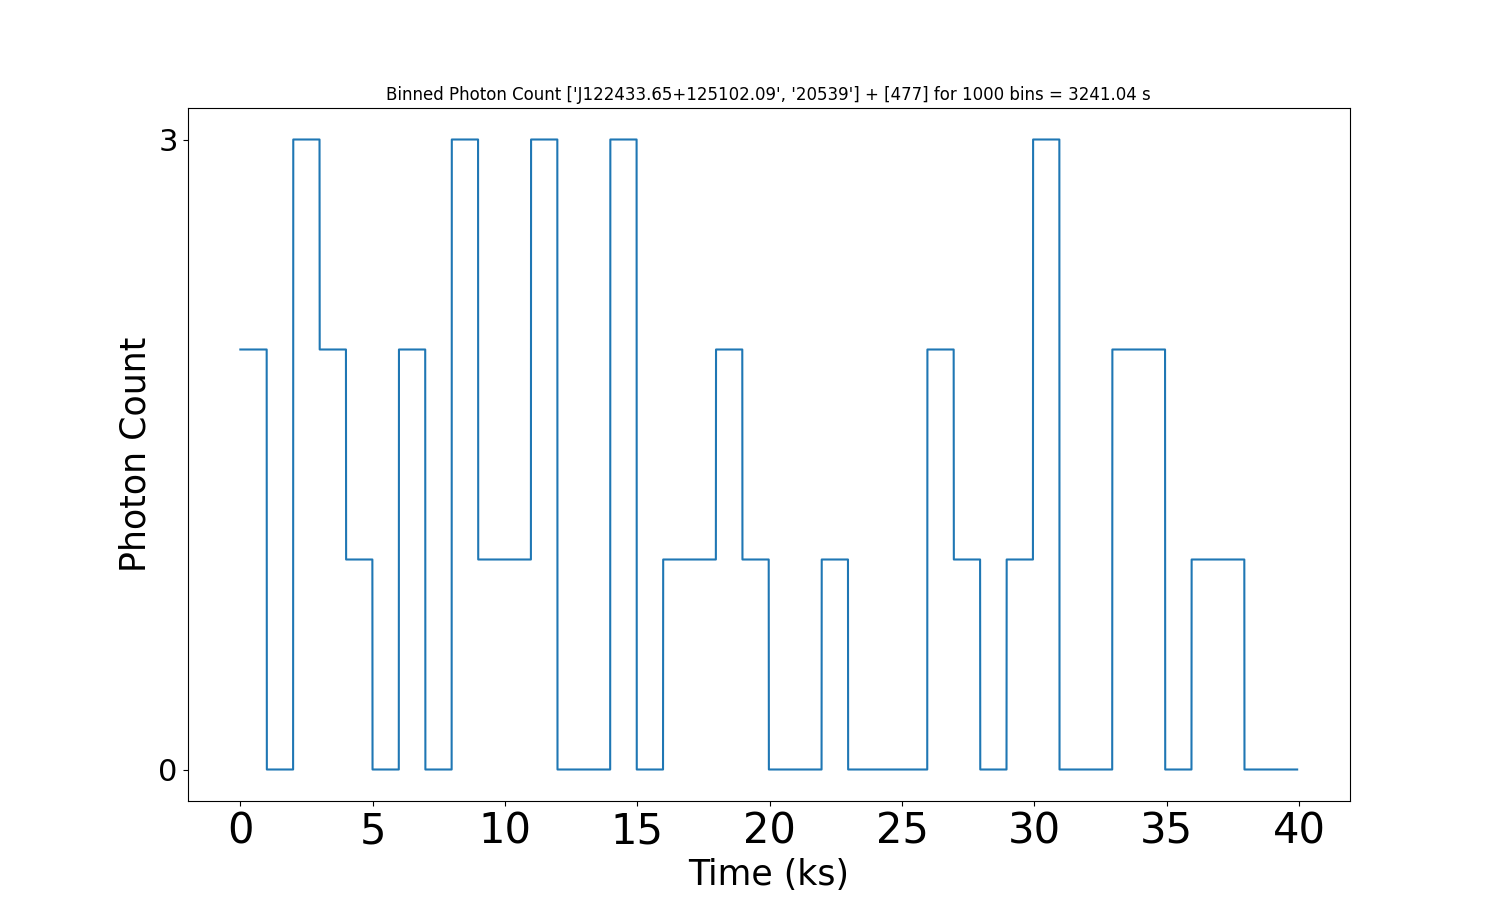 Binned Photon Count ['J122433.65+125102.09', '20539'] + [477] for 1000 bins = 3241.04 s
3
Photon Count
0
0 5 10 15 20 25 30 35 40
Time (ks)